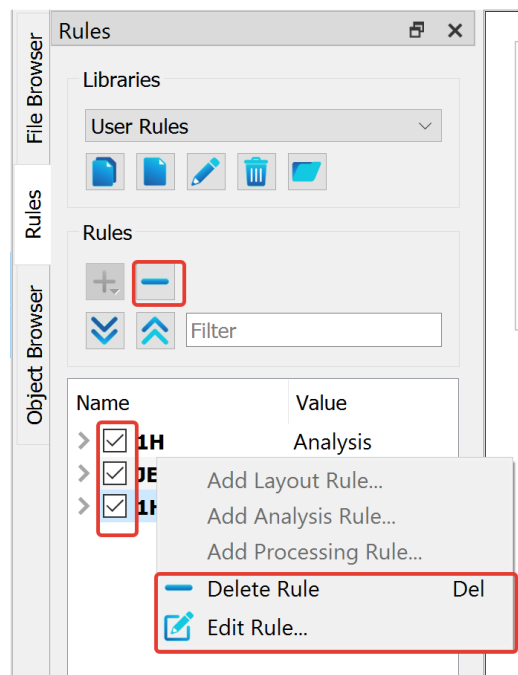 File Browser
Rules
Object Browser
Rules
Libraries
User Rules
Rules
Filter
Name Value
1H Analysis
JE
1H
Add Layout Rule...
Add Analysis Rule...
Add Processing Rule...
Delete Rule Del
Edit Rule...